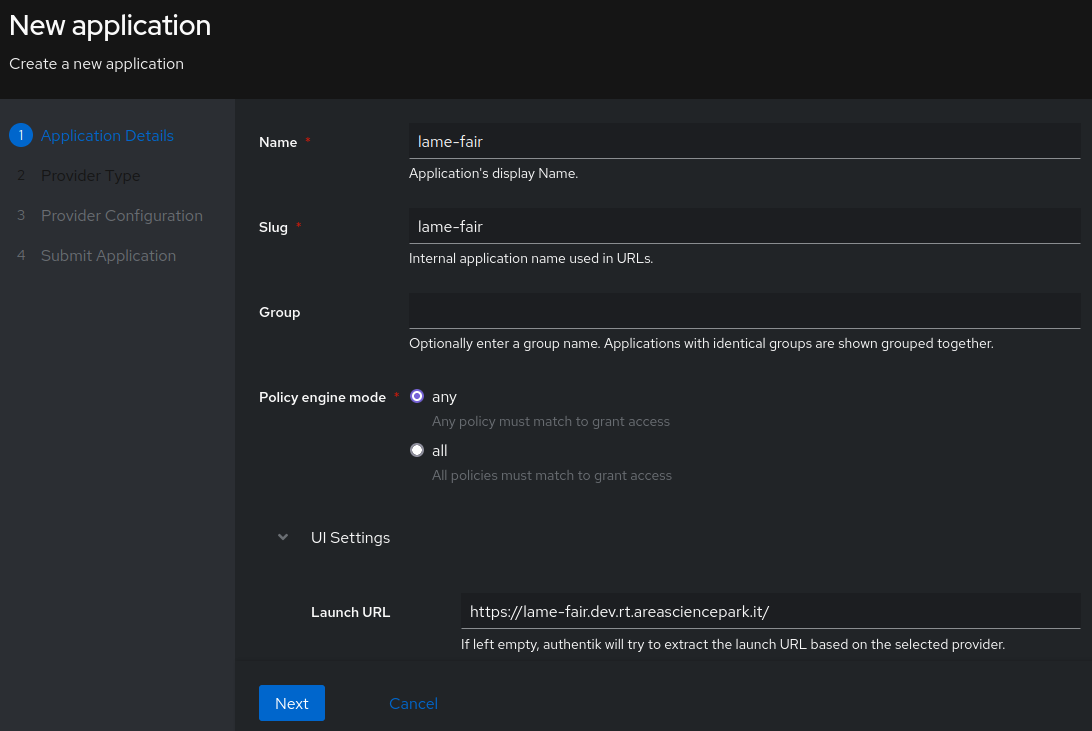 New application
Create a new application
1 Application Details
2 Provider Type
3 Provider Configuration
4 Submit Application
Name *
lame-fair
Application's display Name.
Slug *
lame-fair
Internal application name used in URLs.
Group
Optionally enter a group name. Applications with identical groups are shown grouped together.
Policy engine mode *
any
Any policy must match to grant access
all
All policies must match to grant access
UI Settings
Launch URL
https://lame-fair.dev.rt.areasciencepark.it/
If left empty, authentik will try to extract the launch URL based on the selected provider.
Next
Cancel